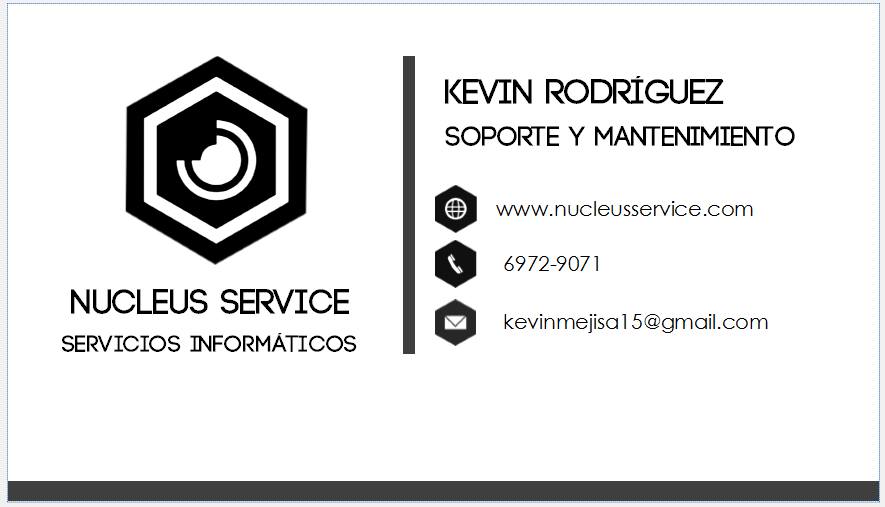 NUCLEUS SERVICE
SERVICIOS INFORMÁTICOS
KEVIN RODRÍGUEZ
SOPORTE Y MANTENIMIENTO
www.nucleusservice.com
6972-9071
kevinmejisa15@gmail.com